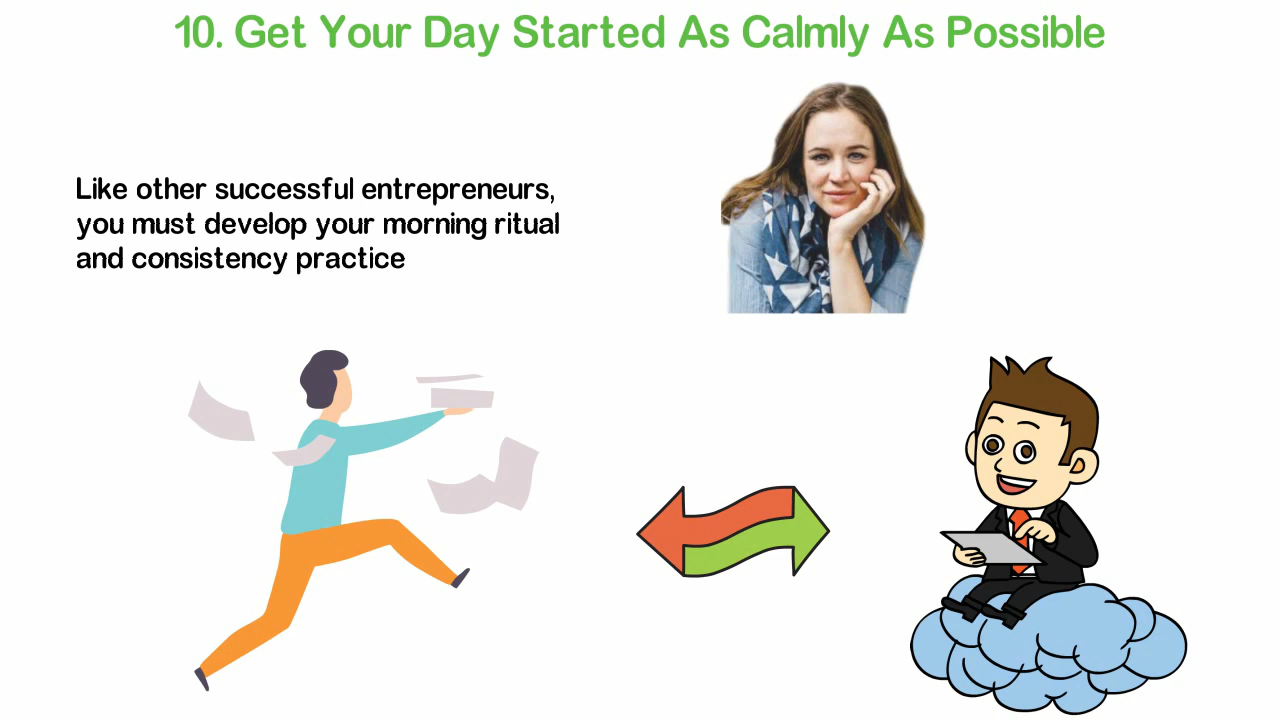 10. Get Your Day Started As Calmly As Possible
Like other successful entrepreneurs,
you must develop your morning ritual
and consistency practice